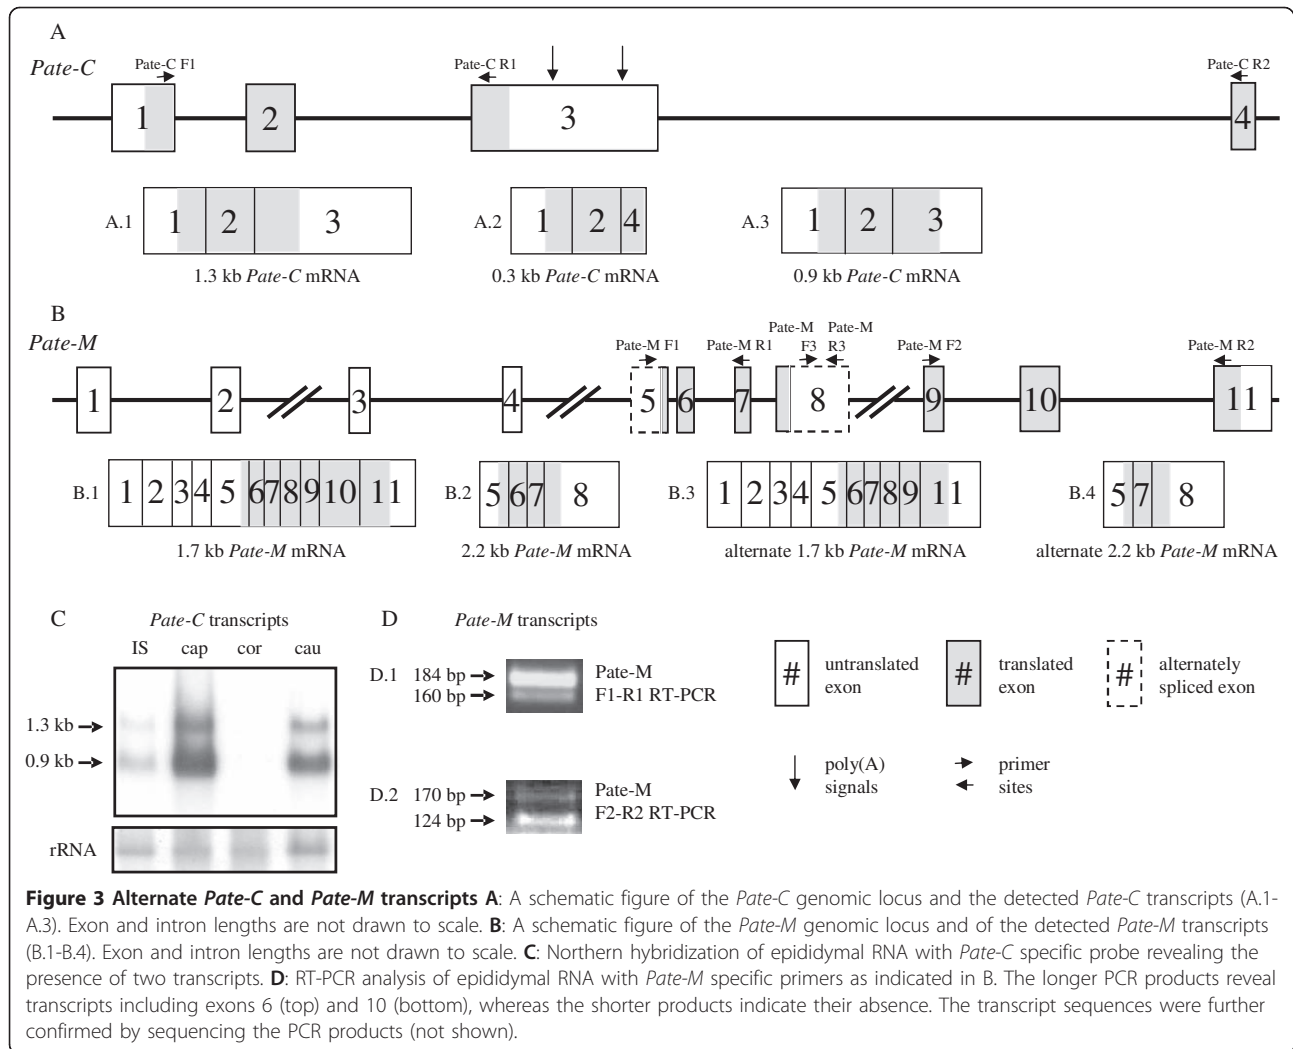 A
Pate-C
Pate-C F1
Pate-C R1
Pate-C R2
1
2
3
4
A.1
1
2
3
1.3 kb Pate-C mRNA
A.2
1
2
4
0.3 kb Pate-C mRNA
A.3
1
2
3
0.9 kb Pate-C mRNA
B
Pate-M
Pate-M F1
Pate-M R1
Pate-M F3
Pate-M R3
Pate-M F2
Pate-M R2
1
2
3
4
5
6
7
8
9
10
11
B.1
1 2 3 4 5 6 7 8 9 10 11
1.7 kb Pate-M mRNA
B.2
5 6 7 8
2.2 kb Pate-M mRNA
B.3
1 2 3 4 5 6 7 8 9 11
alternate 1.7 kb Pate-M mRNA
B.4
5 7 8
alternate 2.2 kb Pate-M mRNA
C
Pate-C transcripts
IS cap cor cau
1.3 kb
0.9 kb
rRNA
D
Pate-M transcripts
D.1
184 bp
160 bp
Pate-M
F1-R1 RT-PCR
D.2
170 bp
124 bp
Pate-M
F2-R2 RT-PCR
#
untranslated
exon
#
translated
exon
#
alternately
spliced exon
poly(A)
signals
primer
sites
Figure 3 Alternate Pate-C and Pate-M transcripts A: A schematic figure of the Pate-C genomic locus and the detected Pate-C transcripts (A.1-
A.3). Exon and intron lengths are not drawn to scale. B: A schematic figure of the Pate-M genomic locus and of the detected Pate-M transcripts
(B.1-B.4). Exon and intron lengths are not drawn to scale. C: Northern hybridization of epididymal RNA with Pate-C specific probe revealing the
presence of two transcripts. D: RT-PCR analysis of epididymal RNA with Pate-M specific primers as indicated in B. The longer PCR products reveal
transcripts including exons 6 (top) and 10 (bottom), whereas the shorter products indicate their absence. The transcript sequences were further
confirmed by sequencing the PCR products (not shown).